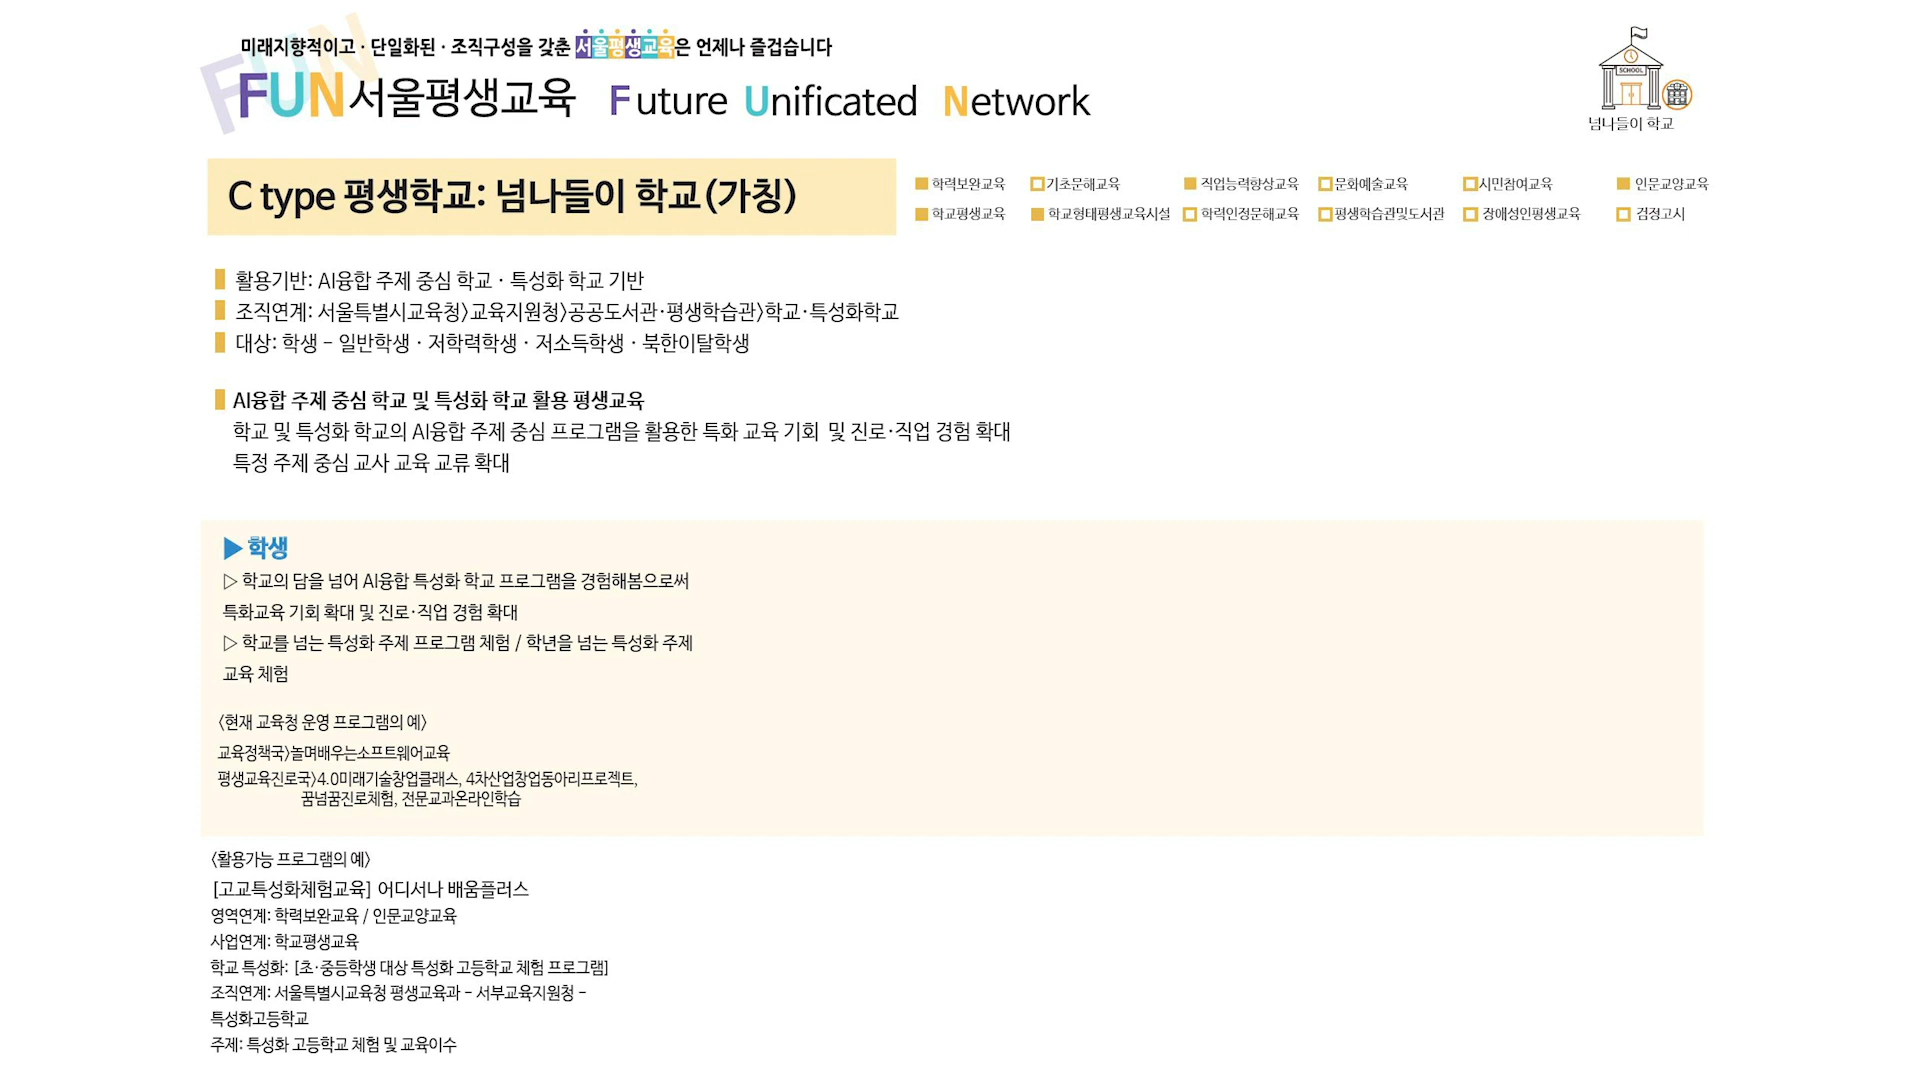 미래지향적이고 · 단일화된 · 조직구성을 갖춘 서울평생교육은 언제나 즐겁습니다
FUN
FUN서울평생교육 Future Unificated Network
SCHOOL
넘나들이 학교
C type 평생학교: 넘나들이 학교(가칭)
학력보완교육 기초문해교육 직업능력향상교육 문화예술교육 시민참여교육 인문교양교육
학교평생교육 학교형태평생교육시설 학력인정문해교육 평생학습관및도서관 장애성인평생교육 검정고시
활용기반: AI융합 주제 중심 학교 · 특성화 학교 기반
조직연계: 서울특별시교육청〉교육지원청〉공공도서관·평생학습관〉학교·특성화학교
대상: 학생 – 일반학생 · 저학력학생 · 저소득학생 · 북한이탈학생
AI융합 주제 중심 학교 및 특성화 학교 활용 평생교육
학교 및 특성화 학교의 AI융합 주제 중심 프로그램을 활용한 특화 교육 기회 및 진로·직업 경험 확대
특정 주제 중심 교사 교육 교류 확대
▶ 학생
▷ 학교의 담을 넘어 AI융합 특성화 학교 프로그램을 경험해봄으로써
특화교육 기회 확대 및 진로·직업 경험 확대
▷ 학교를 넘는 특성화 주제 프로그램 체험 / 학년을 넘는 특성화 주제
교육 체험
〈현재 교육청 운영 프로그램의 예〉
교육정책국〉놀며배우는소프트웨어교육
평생교육진로국〉4.0미래기술창업클래스, 4차산업창업동아리프로젝트,
꿈넘꿈진로체험, 전문교과온라인학습
〈활용가능 프로그램의 예〉
[고교특성화체험교육] 어디서나 배움플러스
영역연계: 학력보완교육 / 인문교양교육
사업연계: 학교평생교육
학교 특성화: [초·중등학생 대상 특성화 고등학교 체험 프로그램]
조직연계: 서울특별시교육청 평생교육과 – 서부교육지원청 –
특성화고등학교
주제: 특성화 고등학교 체험 및 교육이수